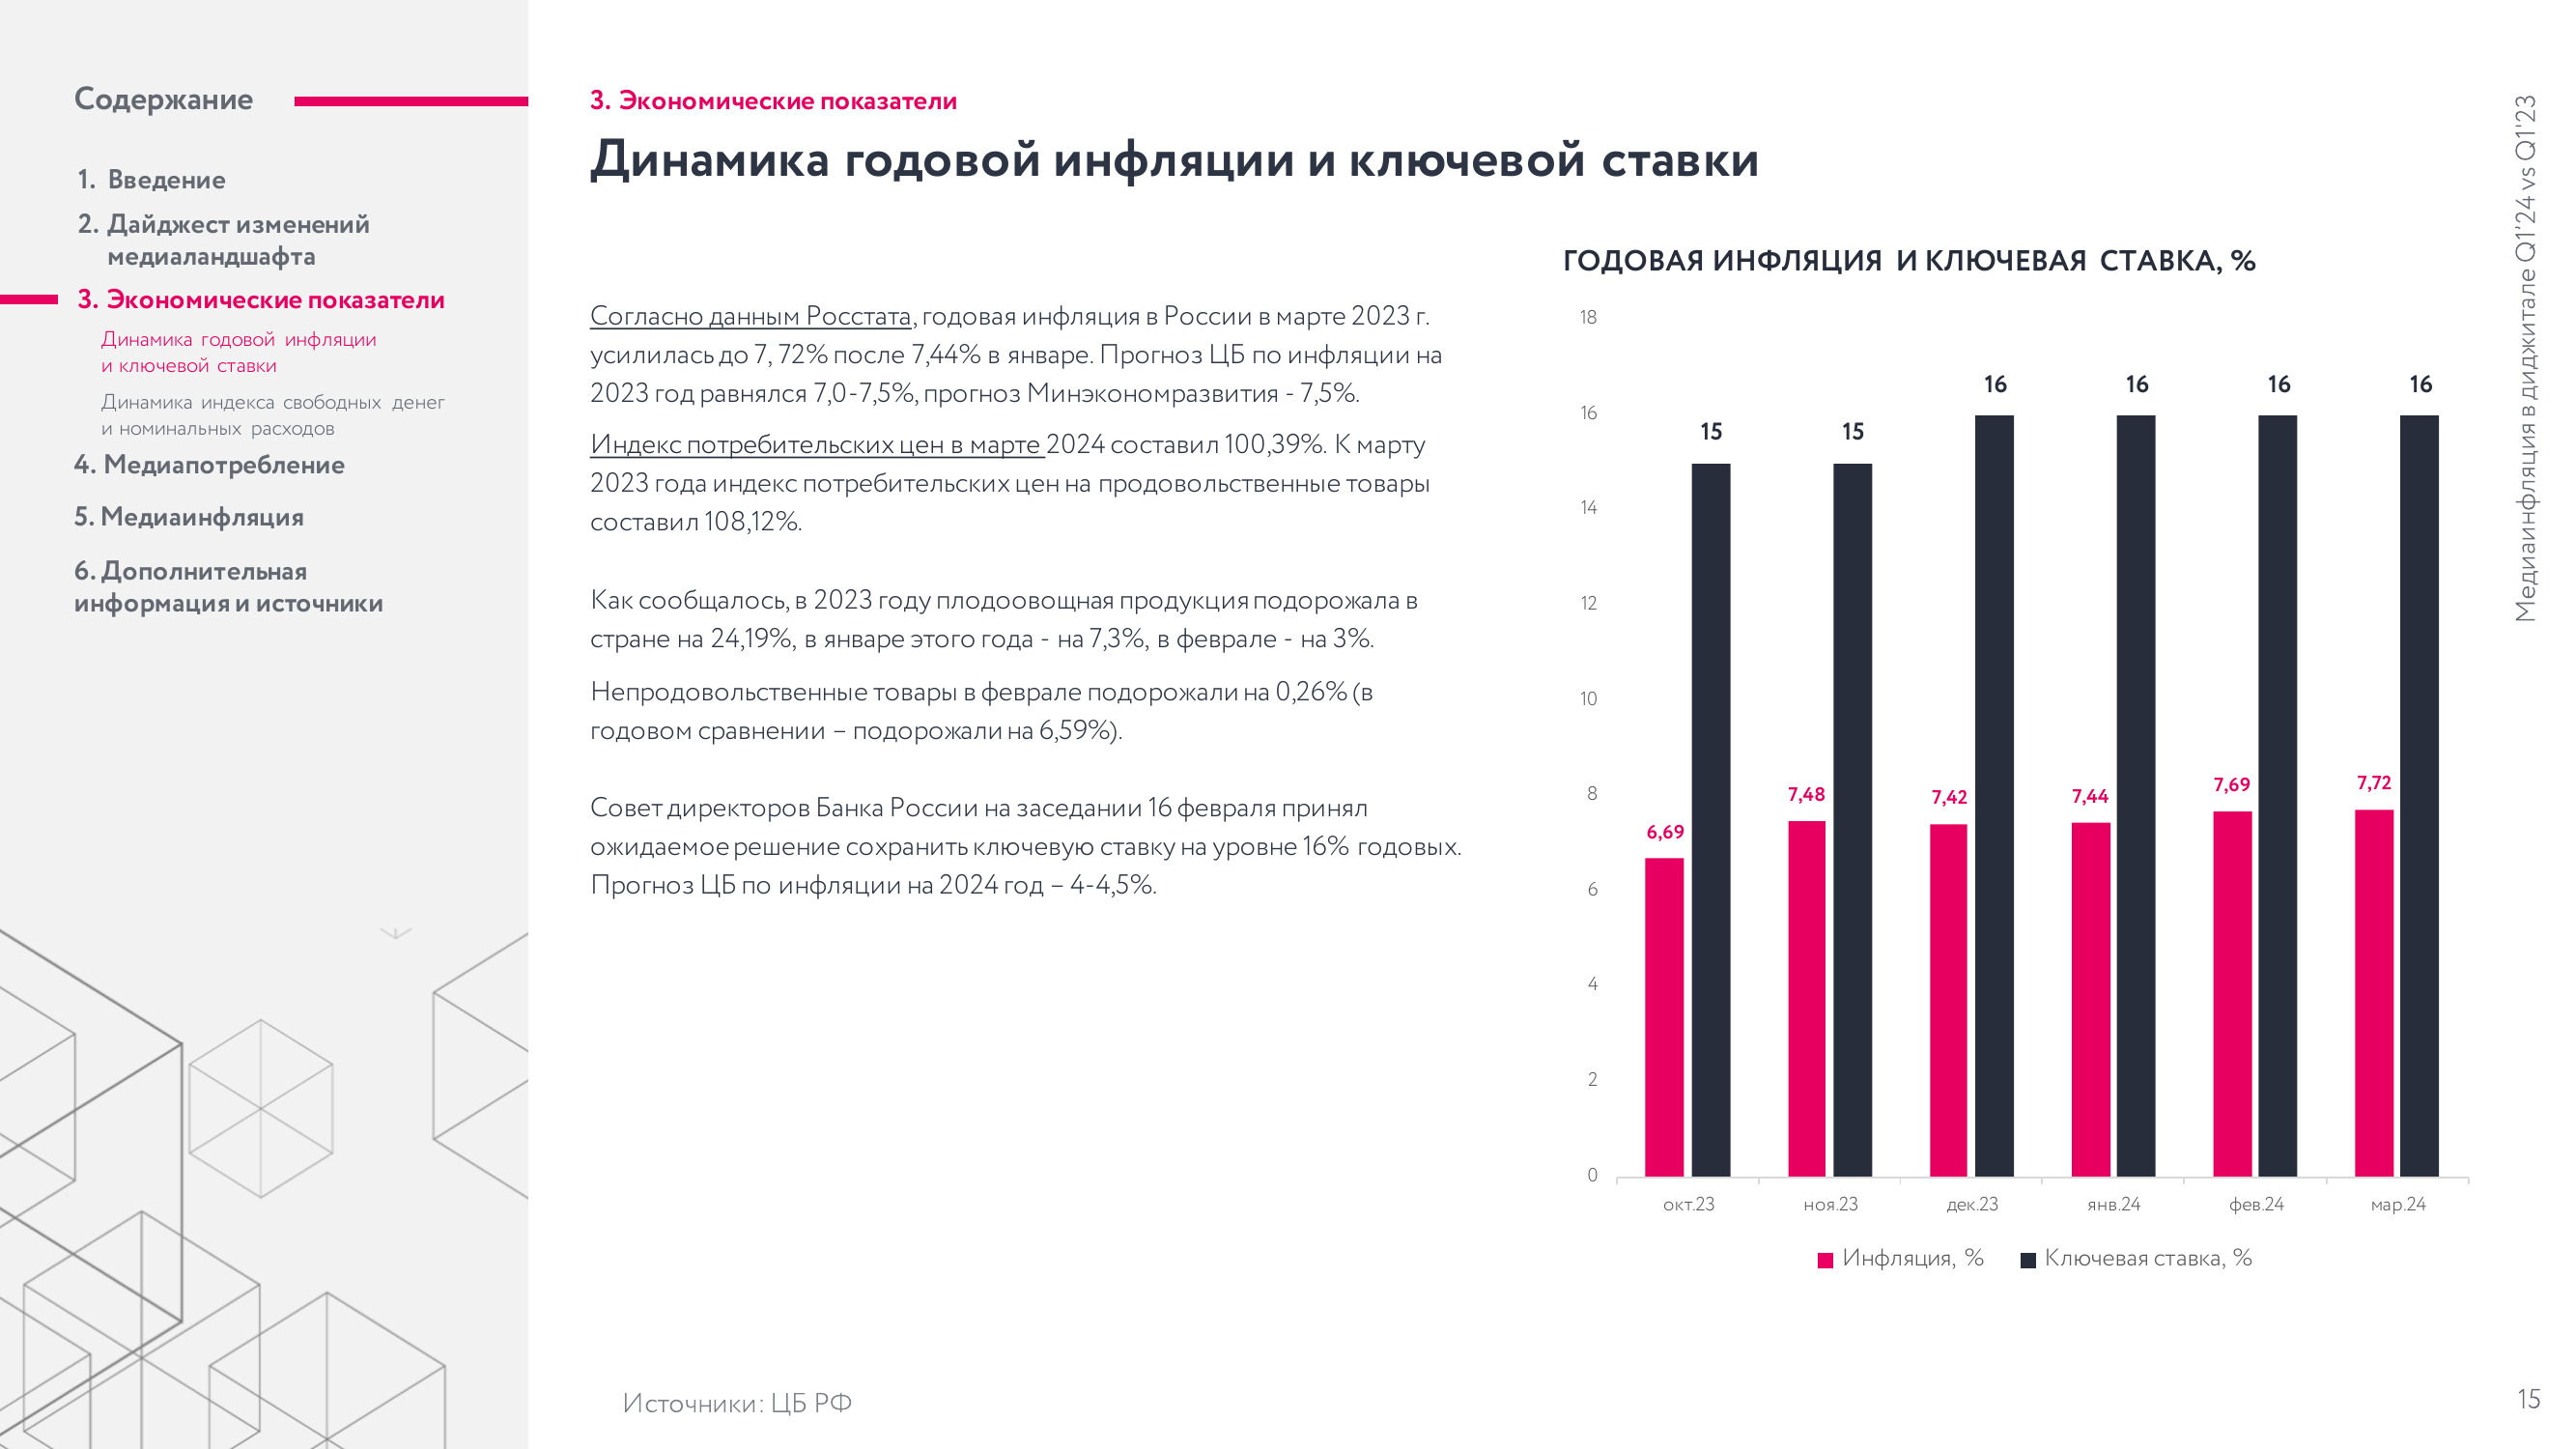 Содержание
1. Введение
2. Дайджест изменений
медиаландшафта
3. Экономические показатели
Динамика годовой инфляции
и ключевой ставки
Динамика индекса свободных денег
и номинальных расходов
4. Медиапотребление
5. Медиаинфляция
6. Дополнительная
информация и источники
3. Экономические показатели
Динамика годовой инфляции и ключевой ставки
Согласно данным Росстата, годовая инфляция в России в марте 2023 г.
усилилась до 7, 72% после 7,44% в январе. Прогноз ЦБ по инфляции на
2023 год равнялся 7,0-7,5%, прогноз Минэкономразвития - 7,5%.
Индекс потребительских цен в марте 2024 составил 100,39%. К марту
2023 года индекс потребительских цен на продовольственные товары
составил 108,12%.
Как сообщалось, в 2023 году плодоовощная продукция подорожала в
стране на 24,19%, в январе этого года - на 7,3%, в феврале - на 3%.
Непродовольственные товары в феврале подорожали на 0,26% (в
годовом сравнении – подорожали на 6,59%).
Совет директоров Банка России на заседании 16 февраля принял
ожидаемое решение сохранить ключевую ставку на уровне 16% годовых.
Прогноз ЦБ по инфляции на 2024 год – 4-4,5%.
ГОДОВАЯ ИНФЛЯЦИЯ И КЛЮЧЕВАЯ СТАВКА, %
18
16
14
12
10
8
6
4
2
0
15 15 16 16 16 16
6,69 7,48 7,42 7,44 7,69 7,72
окт.23 ноя.23 дек.23 янв.24 фев.24 мар.24
Инфляция, % Ключевая ставка, %
Медиаинфляция в диджитале Q1'24 vs Q1'23
Источники: ЦБ РФ
15